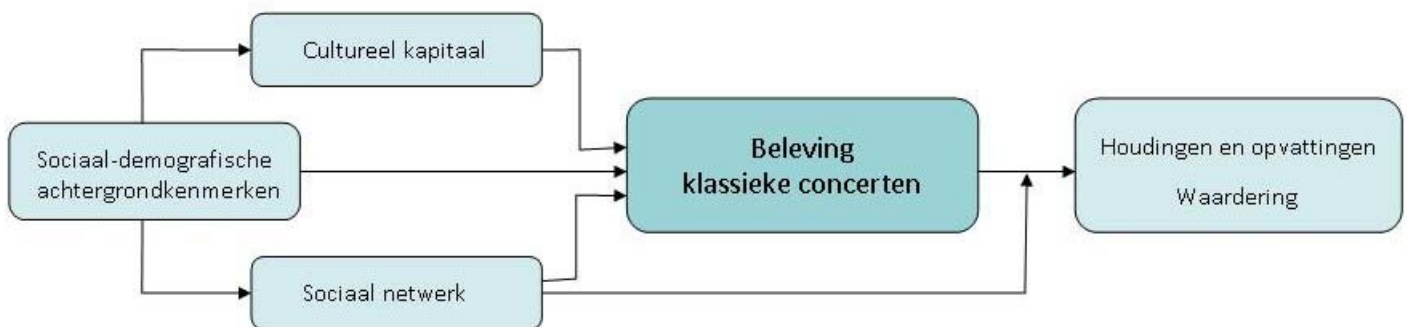 Cultureel kapitaal
Sociaal-demografische
achtergrondkenmerken
Sociaal netwerk
Beleving
klassieke concerten
Houdingen en opvattingen
Waardering